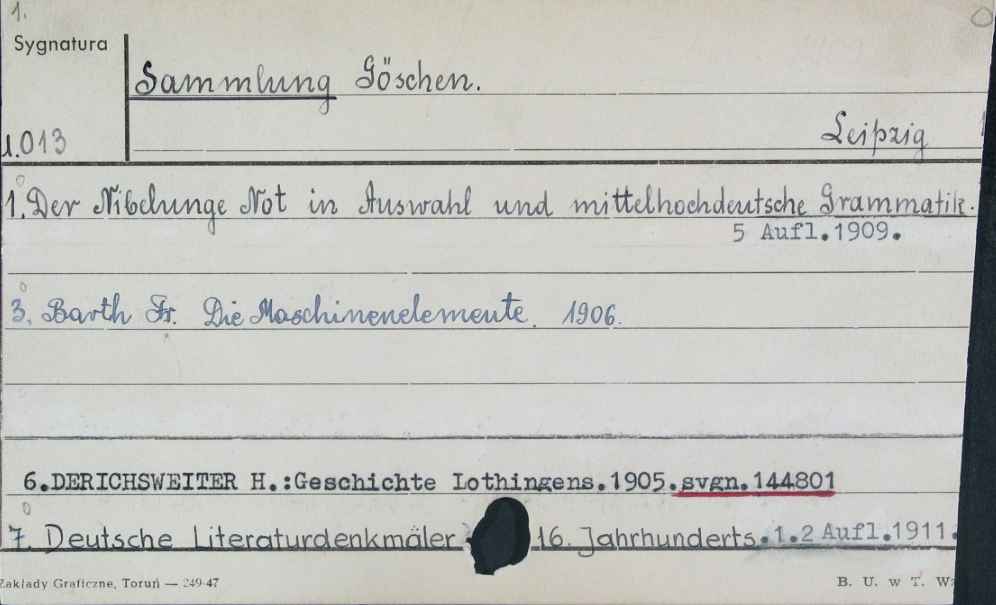 1.
Sygnatura
Sammlung Göschen.
1.013
Leipzig
1. Der Nibelunge Not in Auswahl und mittelhochdeutsche Grammatik.
5 Aufl.1909.
3. Barth Fr. Die Maschinenelemente. 1906.
6.DERICHSWEITER H.:Geschichte Lothingens.1905.sygn.144801
7. Deutsche Literaturdenkmäler 16. Jahrhunderts.1.2 Aufl.1911.
Zakłady Graficzne, Toruń — 249-47
B. U. w T.